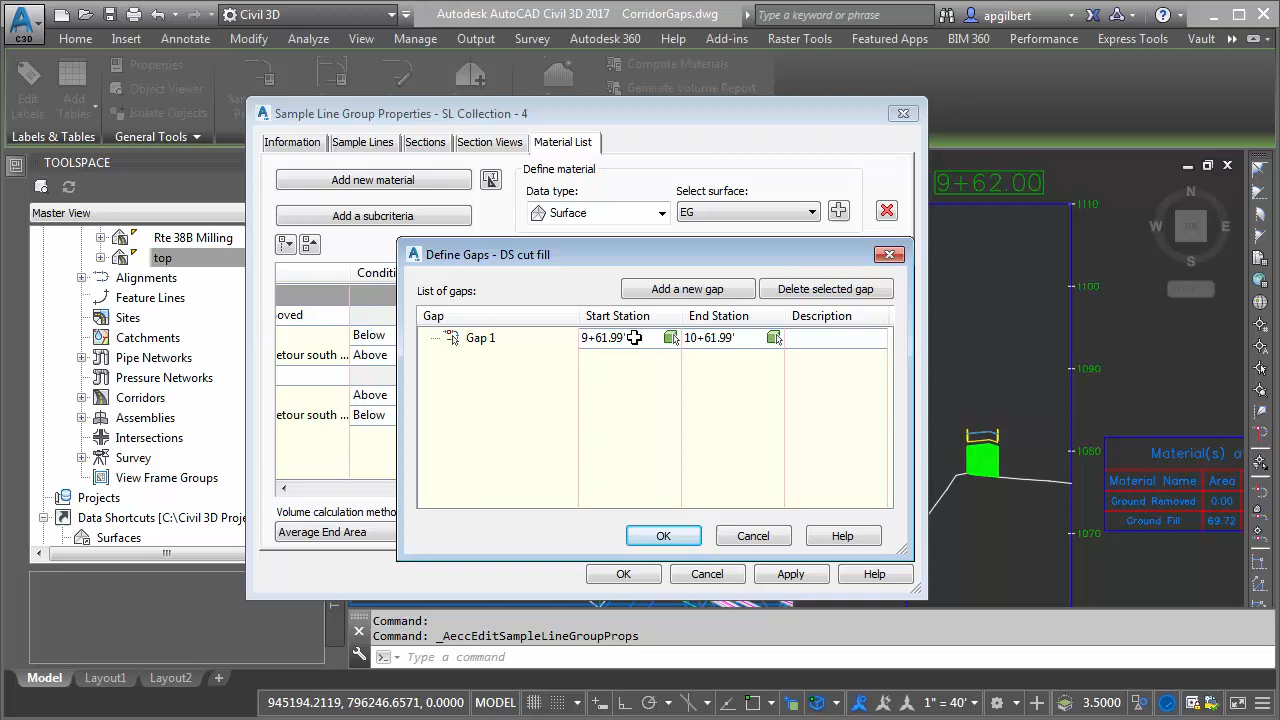 Civil 3D
Autodesk AutoCAD Civil 3D 2017 CorridorGaps.dwg
Type a keyword or phrase
apgilbert
C3D
Home Insert Annotate Modify Analyze View Manage Output Survey Autodesk 360 Help Add-ins Raster Tools Featured Apps BIM 360 Performance Express Tools Vault
Edit Labels
Add Tables
Labels & Tables
Properties
Object Viewer
Isolate Objects
General Tools
Compute Materials
Generate Volume Report
TOOLSPACE
Master View
Rte 38B Milling
top
Alignments
Feature Lines
Sites
Catchments
Pipe Networks
Pressure Networks
Corridors
Assemblies
Intersections
Survey
View Frame Groups
Projects
Data Shortcuts [C:\Civil 3D Proje
Surfaces
Sample Line Group Properties - SL Collection - 4
Information Sample Lines Sections Section Views Material List
Add new material
Add a subcriteria
Define material
Data type:
Surface
Select surface:
EG
Conditi
oved
Below
etour south ... Above
Above
etour south ... Below
Volume calculation metho
Average End Area
Define Gaps - DS cut fill
List of gaps:
Add a new gap
Delete selected gap
Gap Start Station End Station Description
Gap 1 9+61.99' 10+61.99'
OK Cancel Help
OK Cancel Apply Help
9+62.00
N
W E
S
1110
1100
1090
1080
1070
Material(s) a
Material Name Area
Ground Removed 0.00
Ground Fill 69.72
Command:
Command: _AeccEditSampleLineGroupProps
Type a command
Model Layout1 Layout2 +
945194.2119, 796246.6571, 0.0000 MODEL
1" = 40'
3.5000